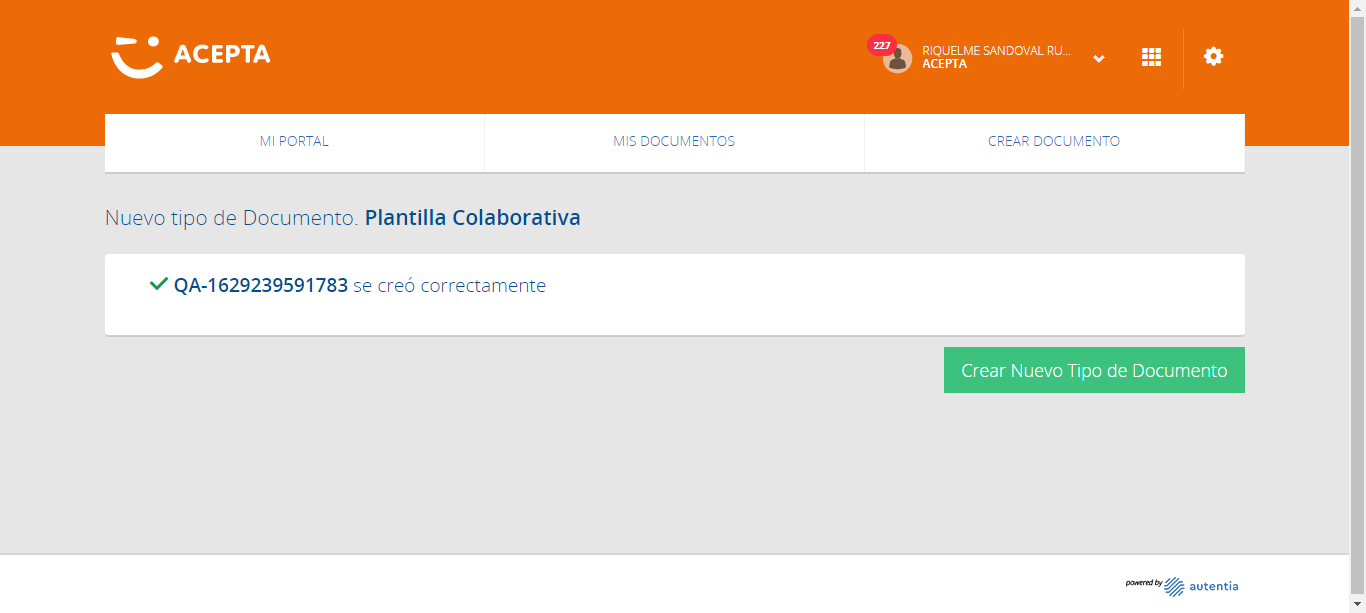 ACEPTA
227
RIQUELME SANDOVAL RU...
ACEPTA
MI PORTAL
MIS DOCUMENTOS
CREAR DOCUMENTO
Nuevo tipo de Documento. Plantilla Colaborativa
QA-1629239591783 se creó correctamente
Crear Nuevo Tipo de Documento
powered by autentia